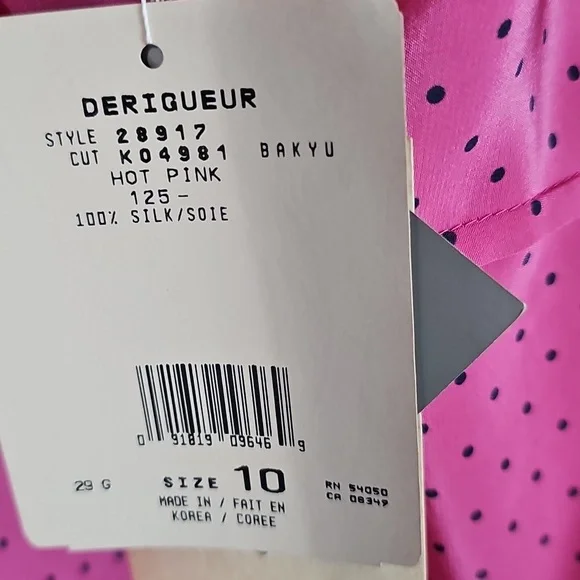 DERIGUEUR
STYLE 28917
CUT K04981 BAKYU
HOT PINK
125-
100% SILK/SOIE
0 91819 09646 9
29 G SIZE 10 RN 54050
MADE IN / FAIT EN CA 08349
KOREA / COREE